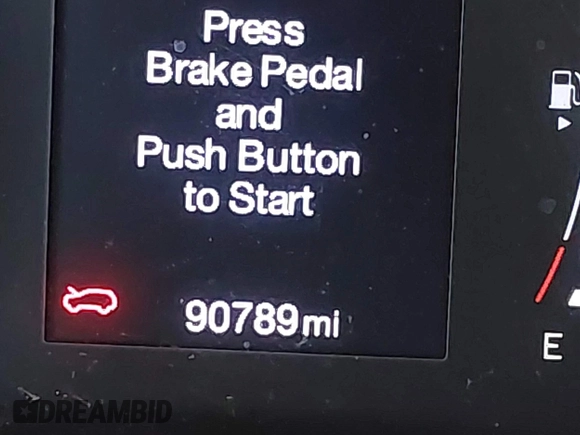 Press
Brake Pedal
and
Push Button
to Start
90789mi
E
DREAMBID